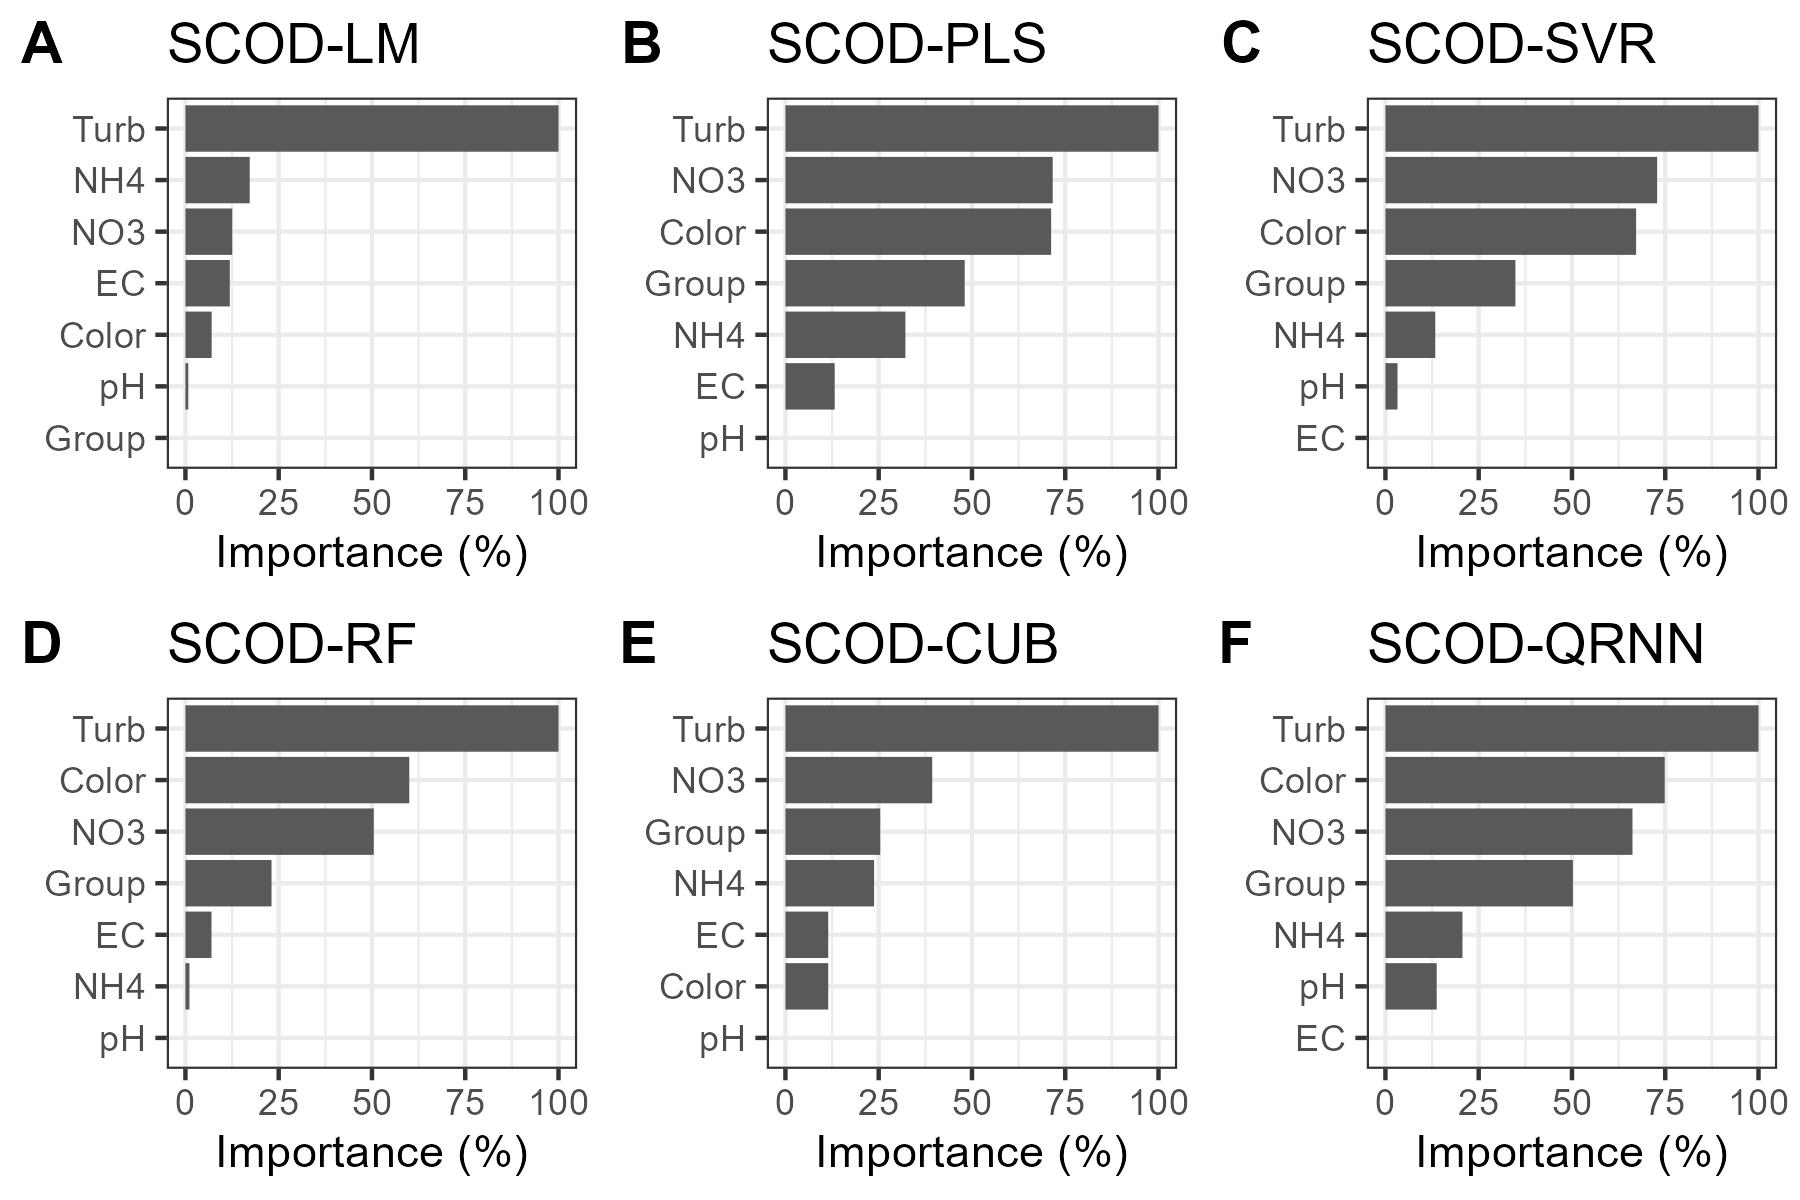 A SCOD-LM
Turb
NH4
NO3
EC
Color
pH
Group
0 25 50 75 100
Importance (%)
B SCOD-PLS
Turb
NO3
Color
Group
NH4
EC
pH
0 25 50 75 100
Importance (%)
C SCOD-SVR
Turb
NO3
Color
Group
NH4
pH
EC
0 25 50 75 100
Importance (%)
D SCOD-RF
Turb
Color
NO3
Group
EC
NH4
pH
0 25 50 75 100
Importance (%)
E SCOD-CUB
Turb
NO3
Group
NH4
EC
Color
pH
0 25 50 75 100
Importance (%)
F SCOD-QRNN
Turb
Color
NO3
Group
NH4
pH
EC
0 25 50 75 100
Importance (%)